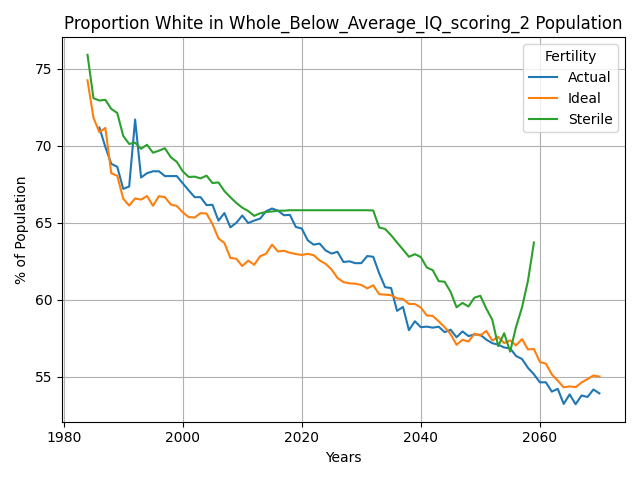 Proportion White in Whole_Below_Average_IQ_scoring_2 Population
% of Population
75
70
65
60
55
Fertility
Actual
Ideal
Sterile
1980
2000
2020
2040
2060
Years